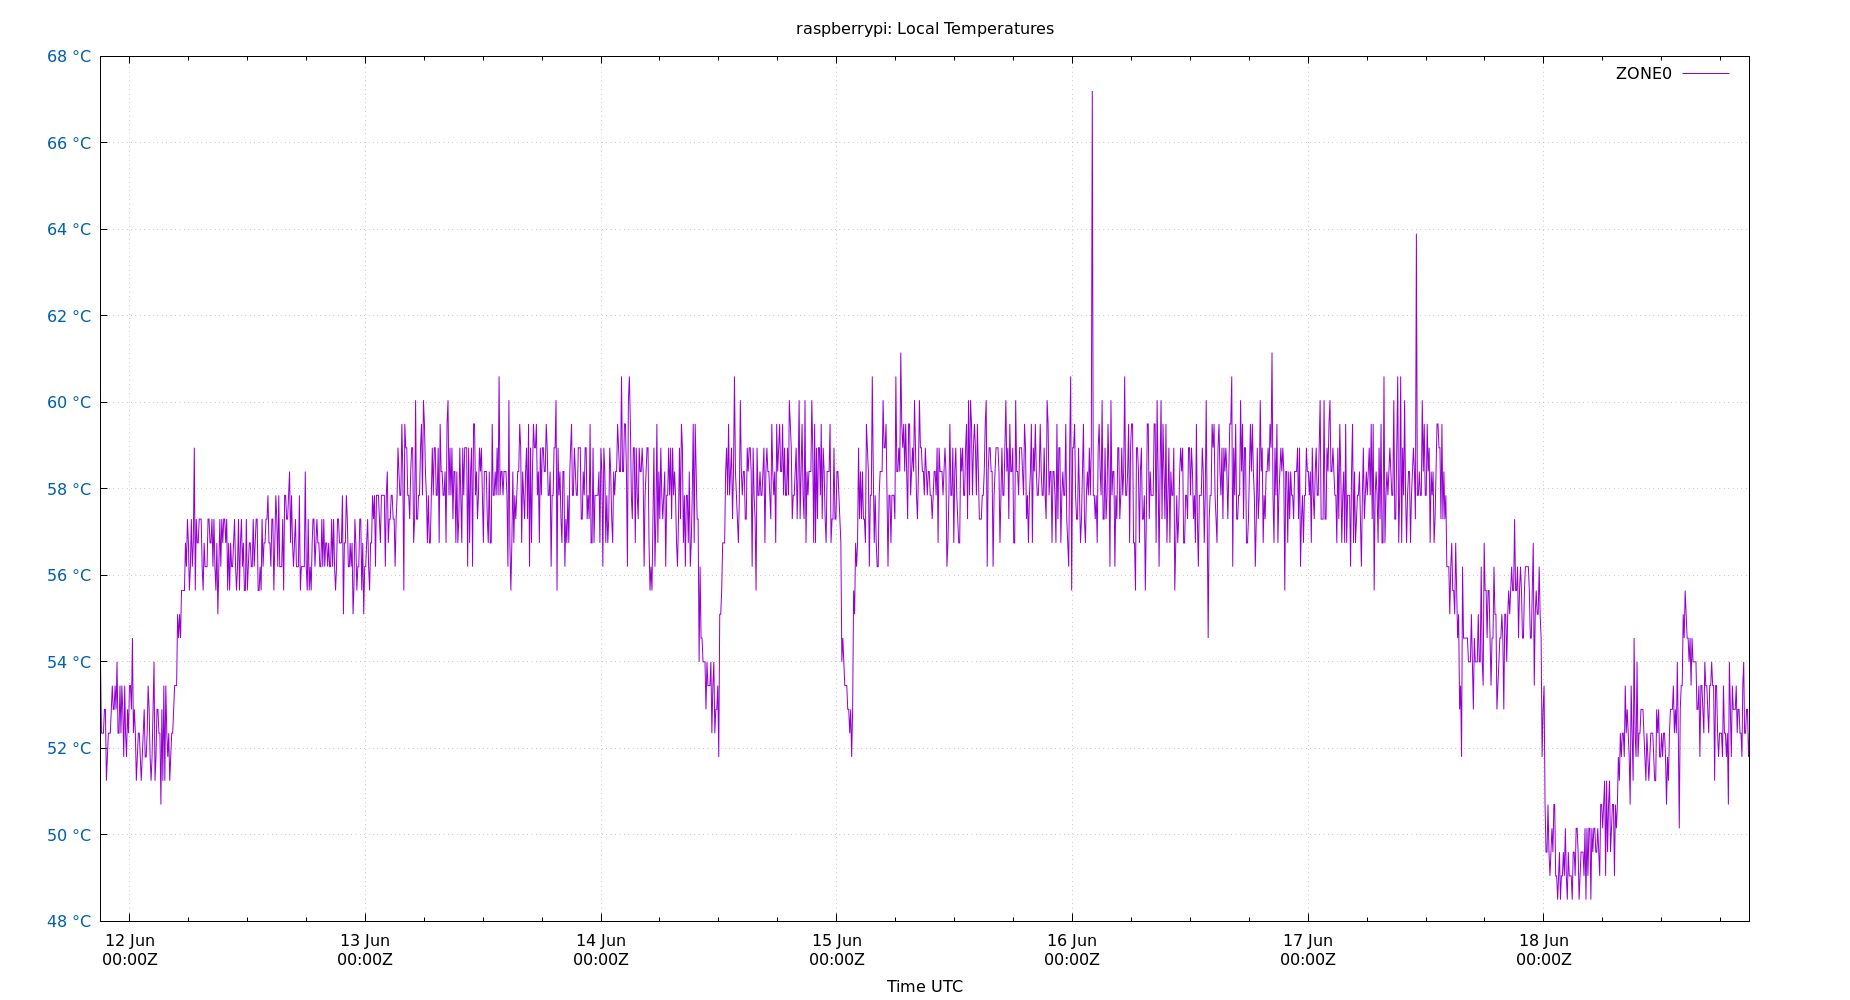 raspberrypi: Local Temperatures
68 °C
ZONE0
66 °C
64 °C
62 °C
60 °C
58 °C
56 °C
54 °C
52 °C
50 °C
48 °C
12 Jun 13 Jun 14 Jun 15 Jun 16 Jun 17 Jun 18 Jun
00:00Z 00:00Z 00:00Z 00:00Z 00:00Z 00:00Z 00:00Z
Time UTC